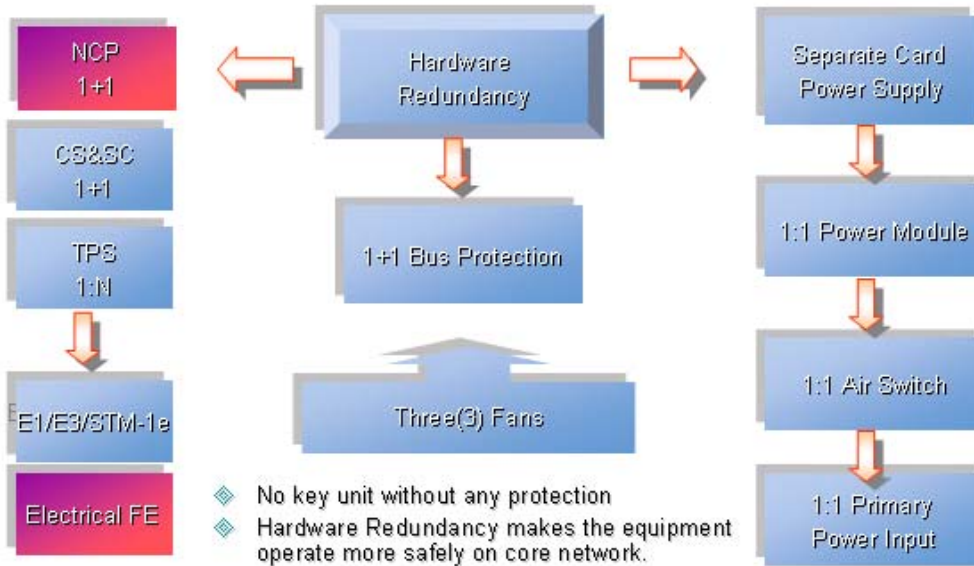 NCP
1+1
CS&SC
1+1
TPS
1:N
E1/E3/STM-1e
Electrical FE
Hardware
Redundancy
1+1 Bus Protection
Three(3) Fans
Separate Card
Power Supply
1:1 Power Module
1:1 Air Switch
1:1 Primary
Power Input
No key unit without any protection
Hardware Redundancy makes the equipment
operate more safely on core network.